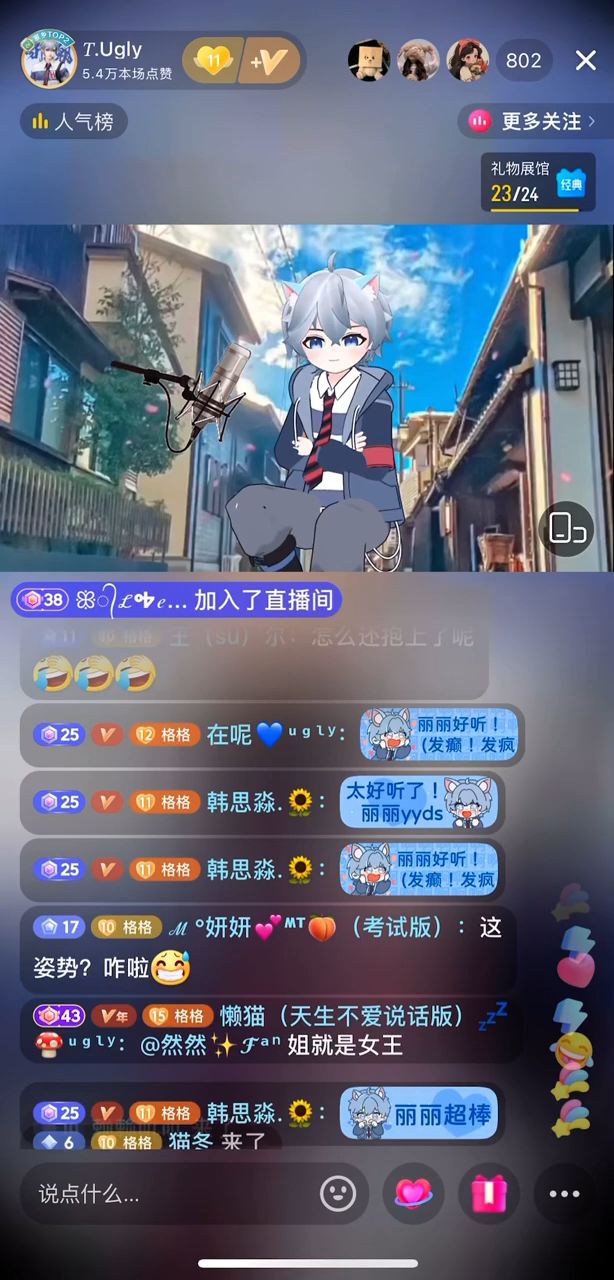 T.Ugly
5.4万本场点赞
11
+V
802
人气榜
更多关注
礼物展馆
23/24
经典
38 加入了直播间
11 格格 王（su）尔：怎么还抱上了呢
25 12 格格 在呢 ᵘᵍˡʸ：
丽丽好听！
（发癫！发疯
25 11 格格 韩思淼. ：
太好听了！
丽丽yyds
25 11 格格 韩思淼. ：
丽丽好听！
（发癫！发疯
17 10 格格 ℳ °妍妍 ᴹᵀ （考试版）：这
姿势？咋啦
43 V年 15 格格 懒猫（天生不爱说话版）
ᵘᵍˡʸ：@然然✨ℱᵃⁿ 姐就是女王
25 11 格格 韩思淼. ：
丽丽超棒
6 10 格格 猫冬 来了
说点什么...